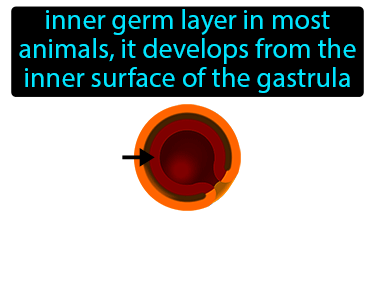 inner germ layer in most
animals, it develops from the
inner surface of the gastrula